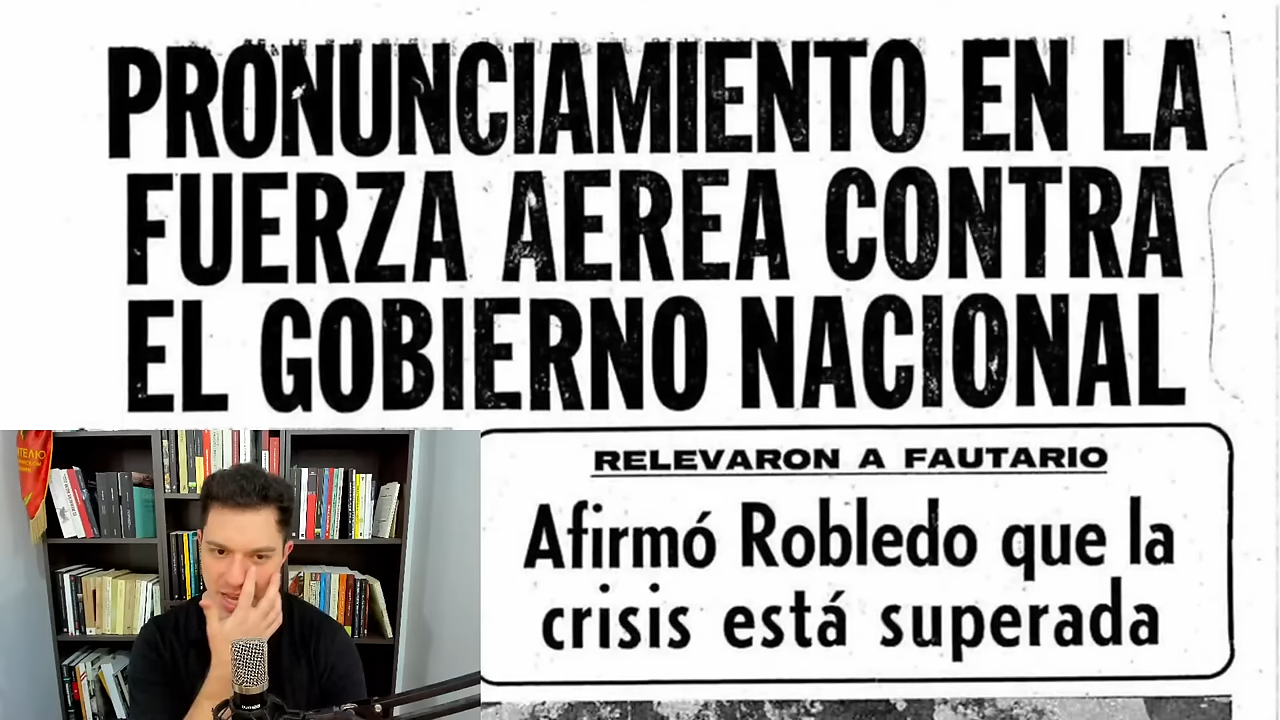 PRONUNCIAMIENTO EN LA
FUERZA AEREA CONTRA
EL GOBIERNO NACIONAL
RELEVARON A FAUTARIO
Afirmó Robledo que la
crisis está superada